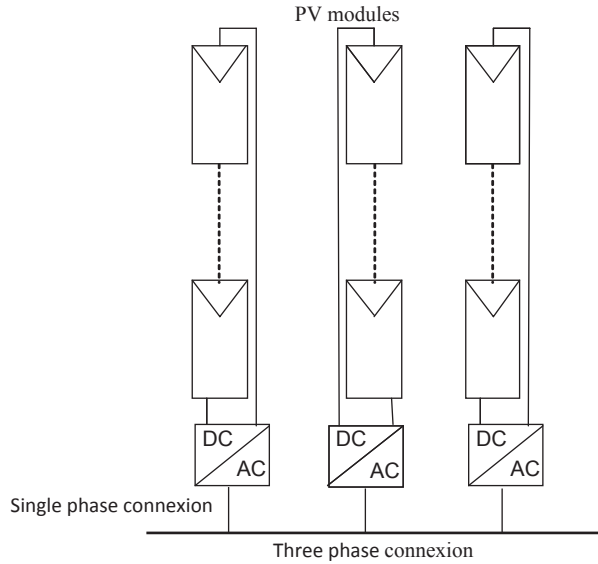 PV modules
DC
AC
DC
AC
DC
AC
Single phase connexion
Three phase connexion